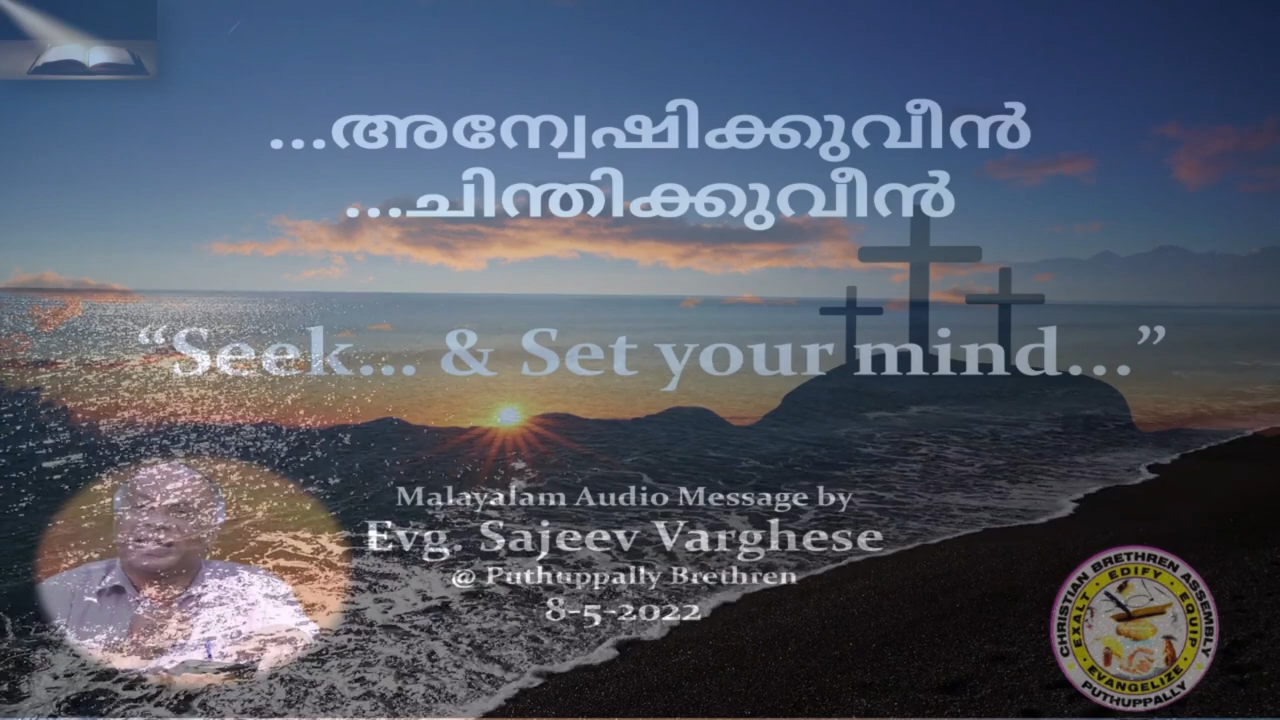 ...അന്വേഷിക്കുവീൻ
...ചിന്തിക്കുവീൻ
“Seek... & Set your mind...”
Malayalam Audio Message by
Evg. Sajeev Varghese
@ Puthuppally Brethren
8-5-2022
CHRISTIAN BRETHREN ASSEMBLY
EXALT • EDIFY • EQUIP • EVANGELIZE
PUTHUPPALLY